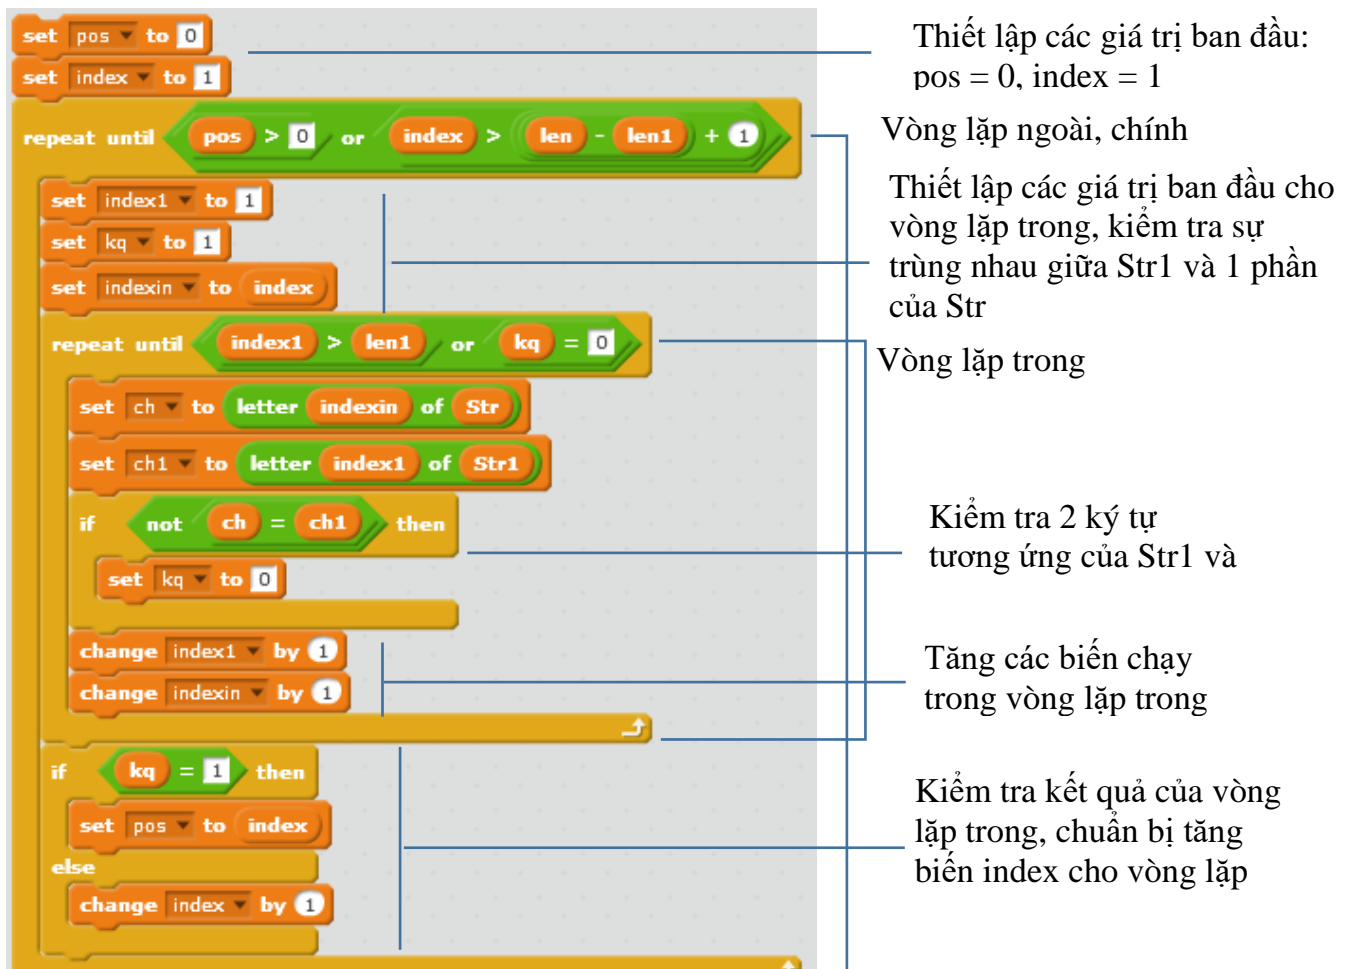 set pos to 0
set index to 1
repeat until pos > 0 or index > len - len1 + 1
set index1 to 1
set kq to 1
set indexin to index
repeat until index1 > len1 or kq = 0
set ch to letter indexin of Str
set ch1 to letter index1 of Str1
if not ch = ch1 then
set kq to 0
change index1 by 1
change indexin by 1
if kq = 1 then
set pos to index
else
change index by 1
Thiết lập các giá trị ban đầu:
pos = 0, index = 1
Vòng lặp ngoài, chính
Thiết lập các giá trị ban đầu cho
vòng lặp trong, kiểm tra sự
trùng nhau giữa Str1 và 1 phần
của Str
Vòng lặp trong
Kiểm tra 2 ký tự
tương ứng của Str1 và
Tăng các biến chạy
trong vòng lặp trong
Kiểm tra kết quả của vòng
lặp trong, chuẩn bị tăng
biến index cho vòng lặp